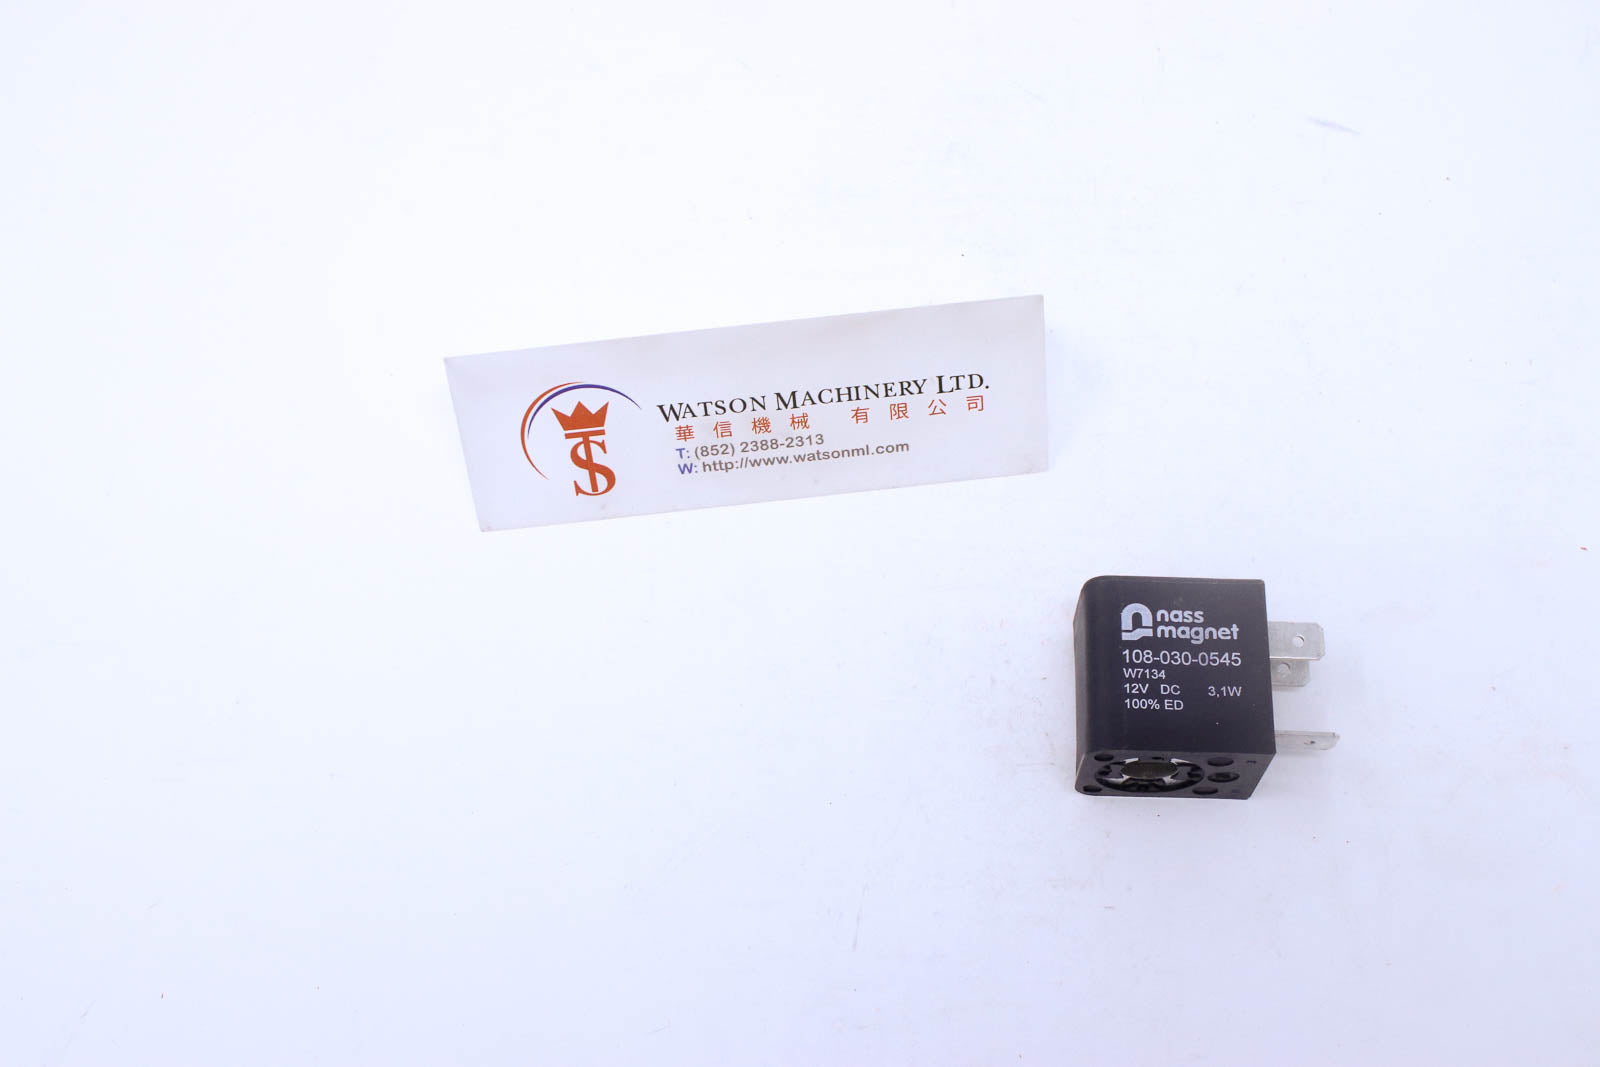 WATSON MACHINERY LTD.
華信機械 有限公司
T: (852) 2388-2313
W: http://www.watsonml.com
nass
magnet
108-030-0545
W7134
12V DC 3,1W
100% ED